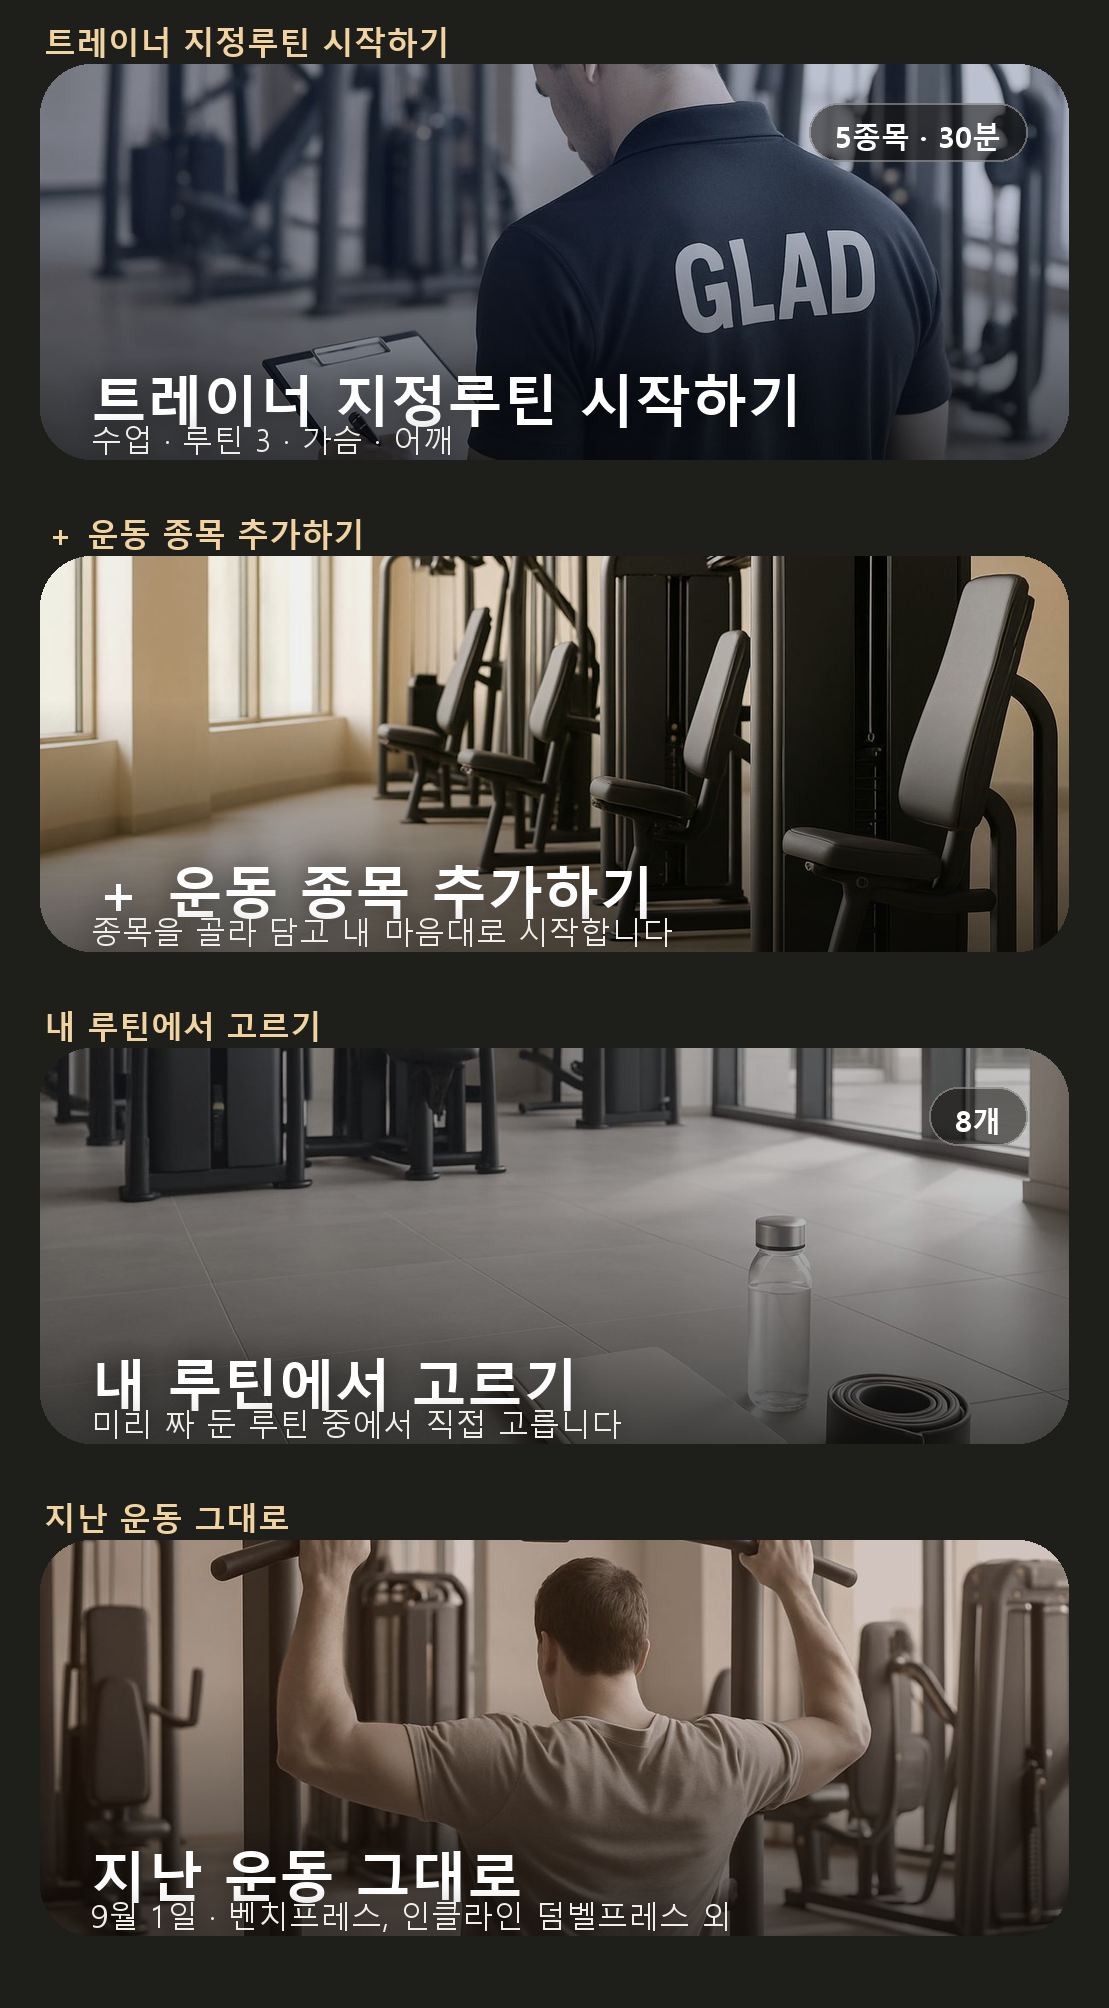 트레이너 지정루틴 시작하기
5종목 · 30분
GLAD
트레이너 지정루틴 시작하기
수업 · 루틴 3 · 가슴 · 어깨
+ 운동 종목 추가하기
+ 운동 종목 추가하기
종목을 골라 담고 내 마음대로 시작합니다
내 루틴에서 고르기
8개
내 루틴에서 고르기
미리 짜 둔 루틴 중에서 직접 고릅니다
지난 운동 그대로
지난 운동 그대로
9월 1일 · 벤치프레스, 인클라인 덤벨프레스 외